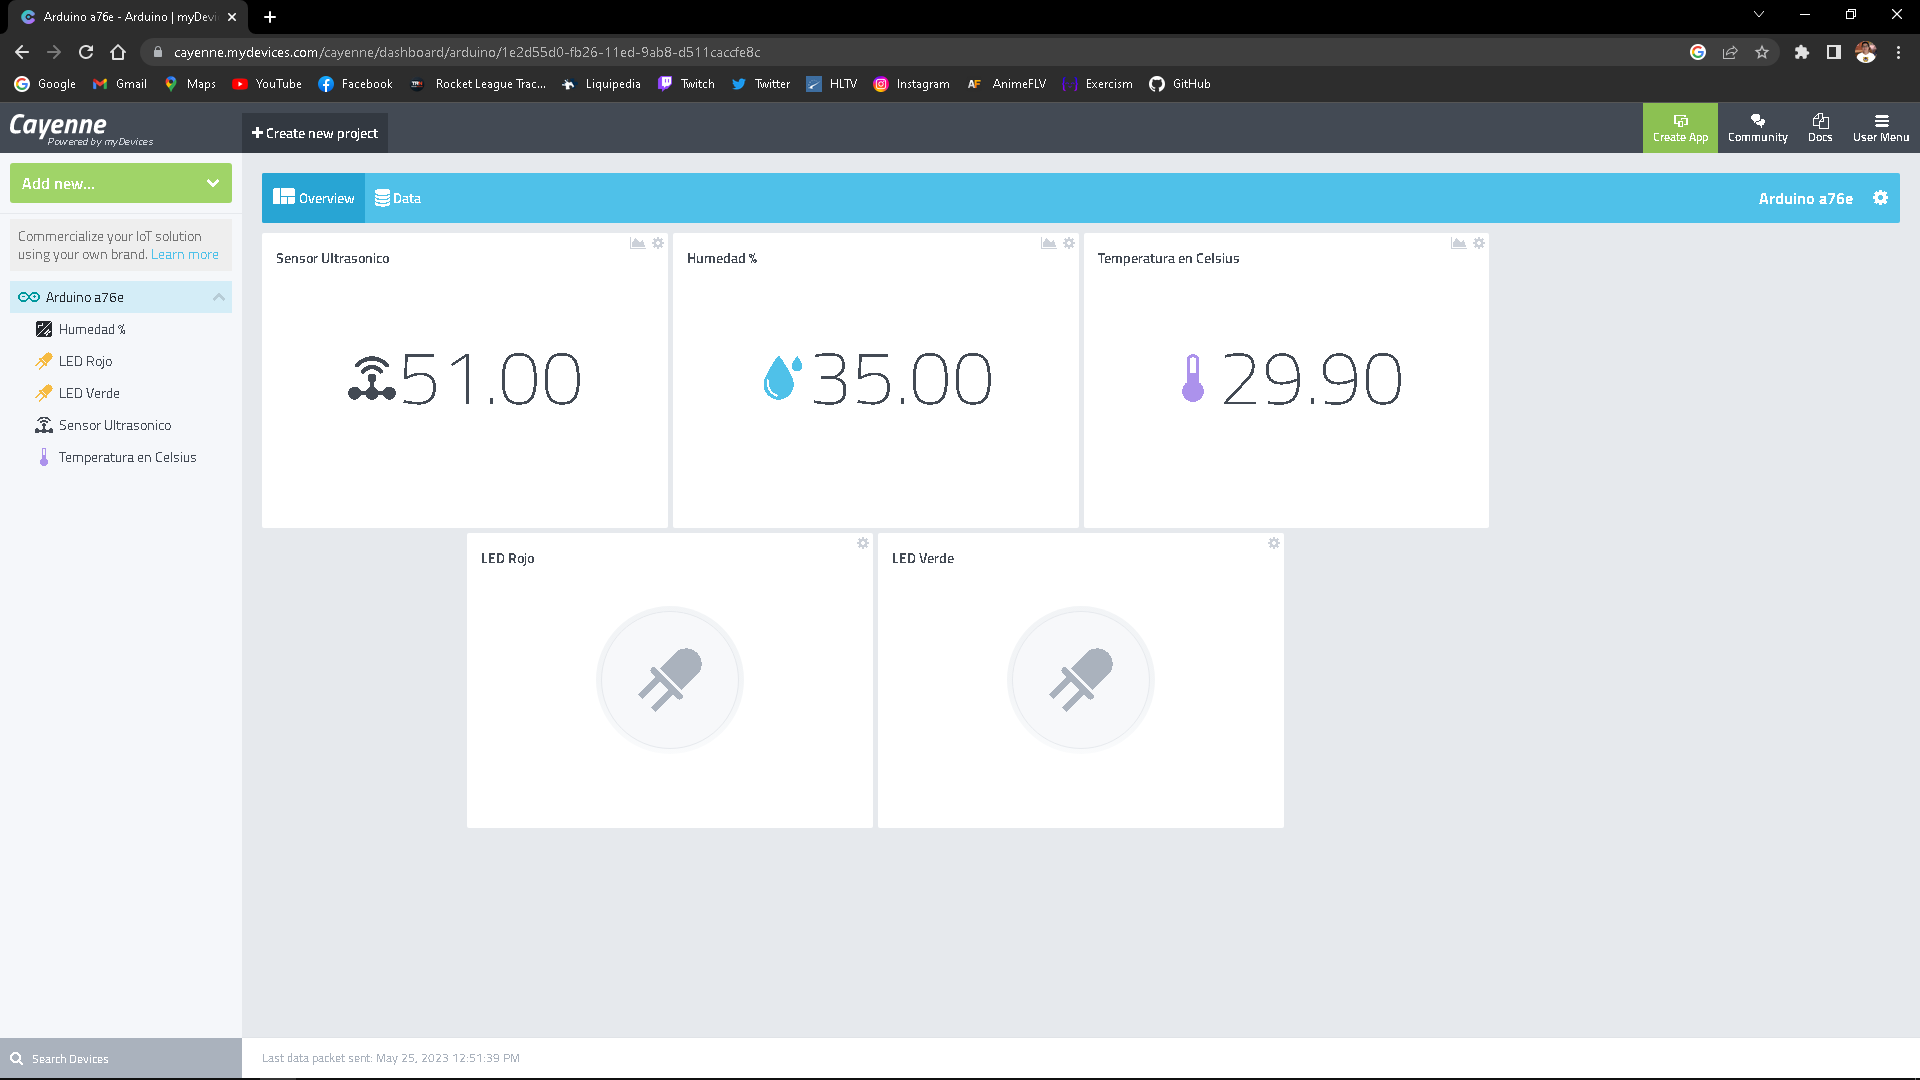 Arduino a76e - Arduino | myDevi
cayenne.mydevices.com/cayenne/dashboard/arduino/1e2d55d0-fb26-11ed-9ab8-d511caccfe8c
Google Gmail Maps YouTube Facebook Rocket League Trac... Liquipedia Twitch Twitter HLTV Instagram AnimeFLV Exercism GitHub
Cayenne
Powered by myDevices
Create new project
Create App
Community
Docs
User Menu
Add new...
Commercialize your IoT solution
using your own brand. Learn more
Arduino a76e
Humedad %
LED Rojo
LED Verde
Sensor Ultrasonico
Temperatura en Celsius
Overview Data Arduino a76e
Sensor Ultrasonico
51.00
Humedad %
35.00
Temperatura en Celsius
29.90
LED Rojo
LED Verde
Search Devices
Last data packet sent: May 25, 2023 12:51:39 PM